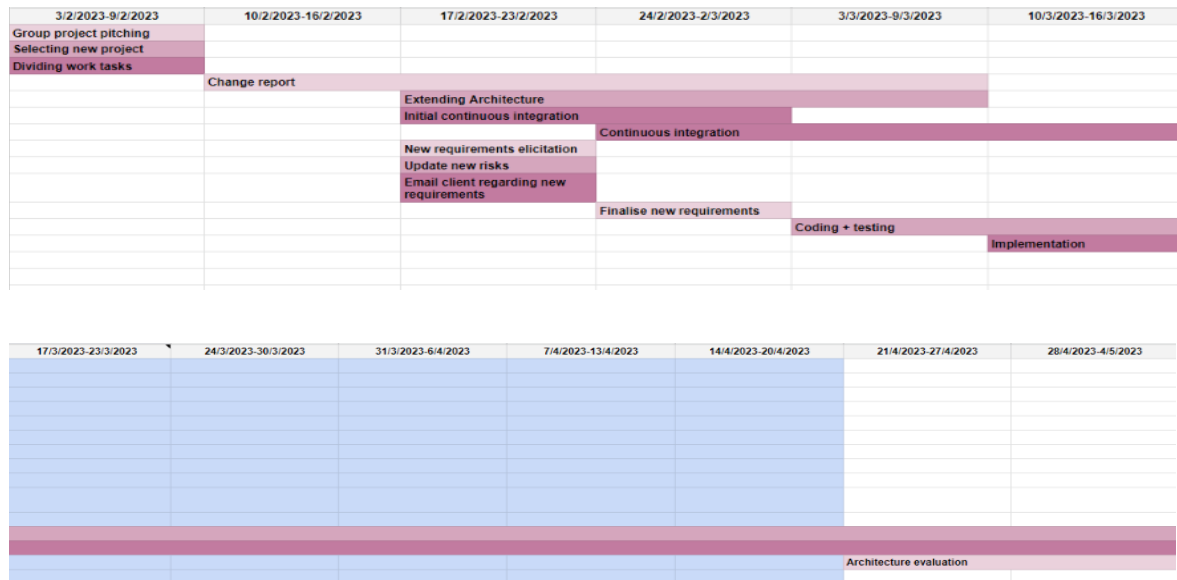 3/2/2023-9/2/2023 10/2/2023-16/2/2023 17/2/2023-23/2/2023 24/2/2023-2/3/2023 3/3/2023-9/3/2023 10/3/2023-16/3/2023
Group project pitching
Selecting new project
Dividing work tasks
Change report
Extending Architecture
Initial continuous integration
Continuous integration
New requirements elicitation
Update new risks
Email client regarding new
requirements
Finalise new requirements
Coding + testing
Implementation
17/3/2023-23/3/2023 24/3/2023-30/3/2023 31/3/2023-6/4/2023 7/4/2023-13/4/2023 14/4/2023-20/4/2023 21/4/2023-27/4/2023 28/4/2023-4/5/2023
Architecture evaluation